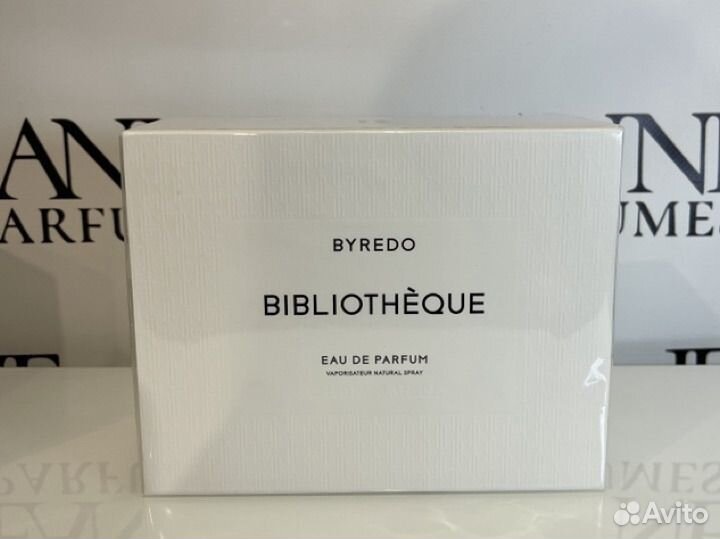 BYREDO
BIBLIOTHÈQUE
EAU DE PARFUM
VAPORISATEUR NATURAL SPRAY
Avito